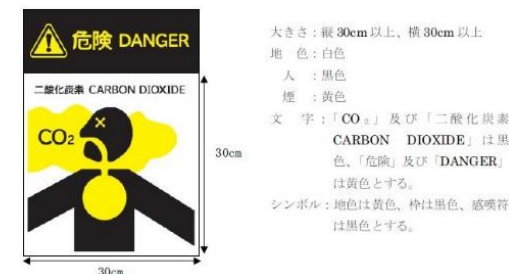 危険 DANGER
二酸化炭素 CARBON DIOXIDE
CO₂
30cm
30cm
大きさ：縦 30cm 以上、横 30cm 以上
地　色：白色
人　：黒色
煙　：黄色
文　字：「CO₂」及び「二酸化炭素
CARBON DIOXIDE」は黒
色、「危険」及び「DANGER」
は黄色とする。
シンボル：地色は黄色、枠は黒色、感嘆符
は黒色とする。